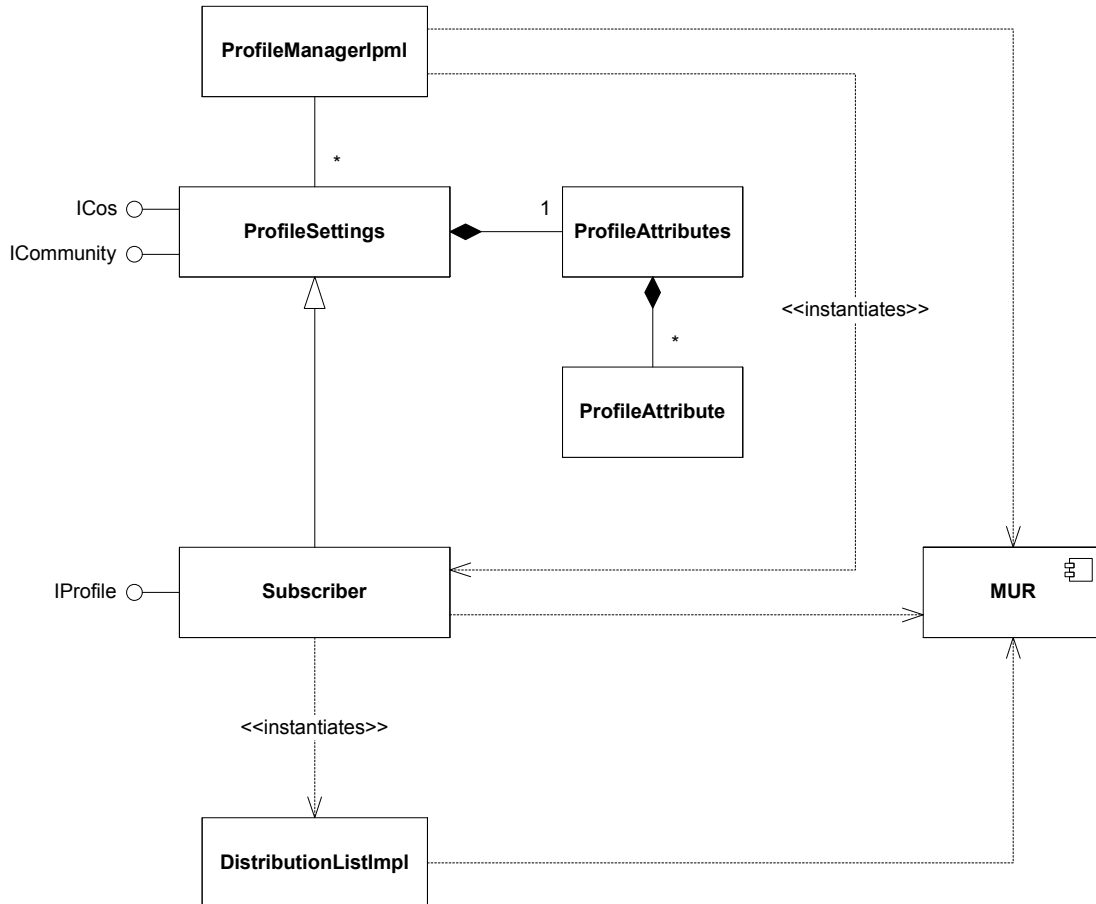 ProfileManagerIpml
*
ICos
ICommunity
ProfileSettings
1
ProfileAttributes
<<instantiates>>
*
ProfileAttribute
IProfile
Subscriber
MUR
<<instantiates>>
DistributionListImpl